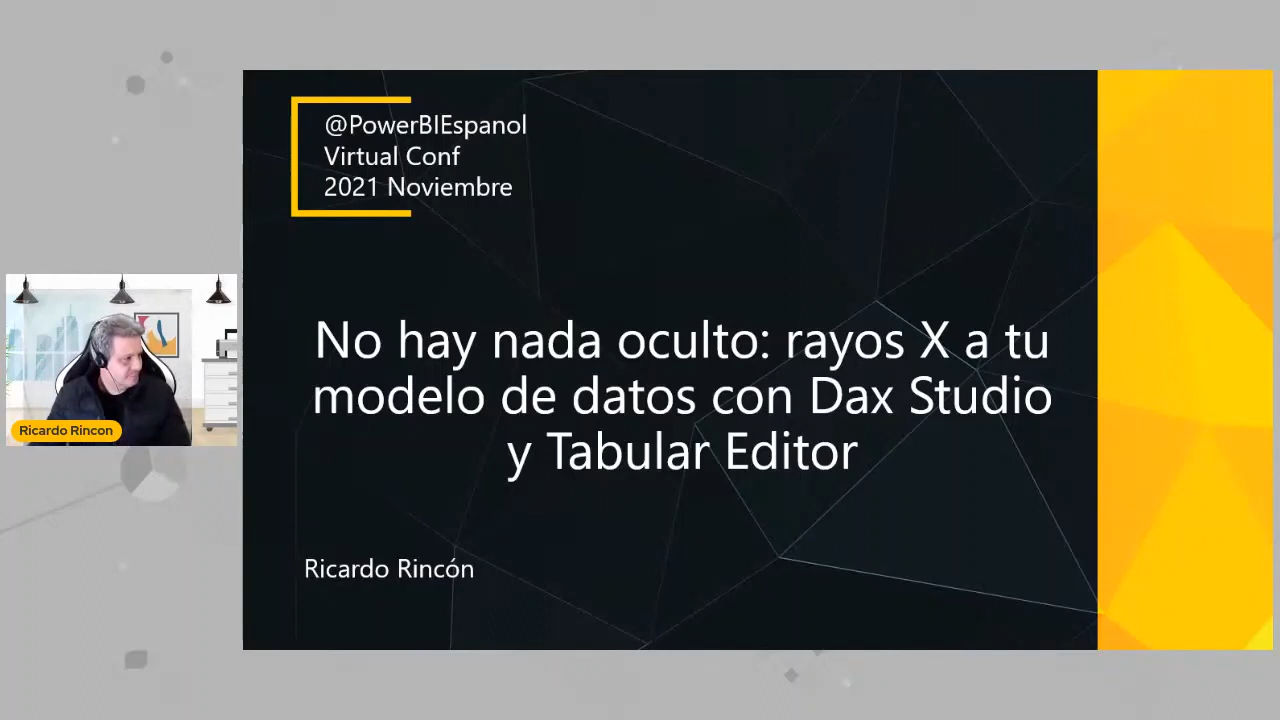 @PowerBIEspanol
Virtual Conf
2021 Noviembre
No hay nada oculto: rayos X a tu
modelo de datos con Dax Studio
y Tabular Editor
Ricardo Rincon
Ricardo Rincón